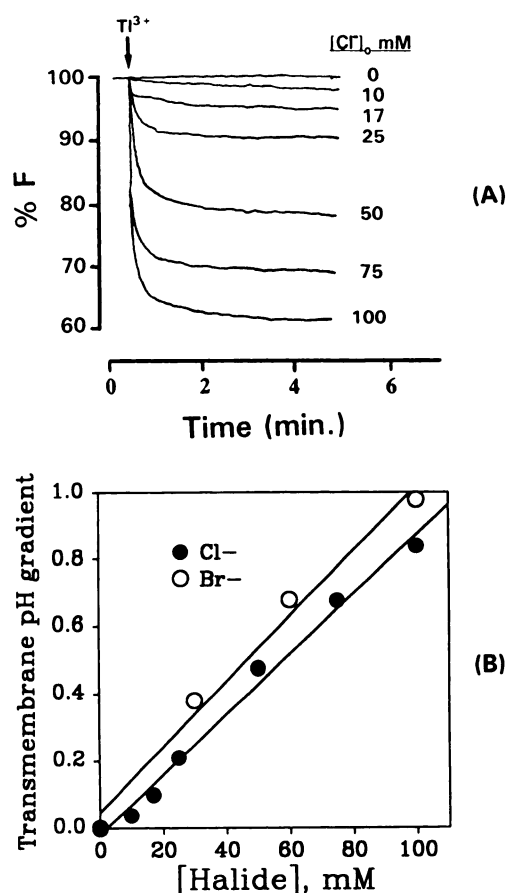 Tl³⁺
[Cl⁻]ₒ mM
100
90
80
70
60
% F
0
10
17
25
50
75
100
(A)
0
2
4
6
Time (min.)
1.0
0.8
0.6
0.4
0.2
0.0
Transmembrane pH gradient
Cl−
Br−
(B)
0
20
40
60
80
100
[Halide], mM